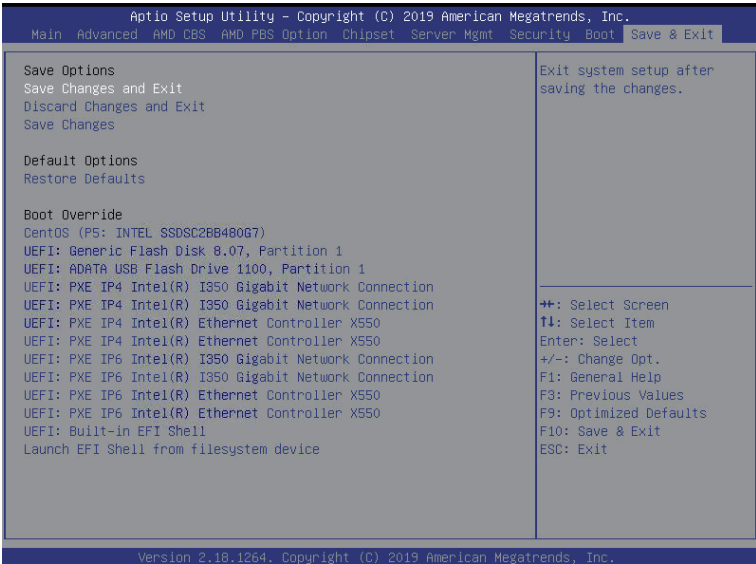 Aptio Setup Utility – Copyright (C) 2019 American Megatrends, Inc.
Main Advanced AMD CBS AMD PBS Option Chipset Server Mgmt Security Boot Save & Exit
Save Options
Save Changes and Exit
Discard Changes and Exit
Save Changes
Default Options
Restore Defaults
Boot Override
CentOS (P5: INTEL SSDSC2BB480G7)
UEFI: Generic Flash Disk 8.07, Partition 1
UEFI: ADATA USB Flash Drive 1100, Partition 1
UEFI: PXE IP4 Intel(R) I350 Gigabit Network Connection
UEFI: PXE IP4 Intel(R) I350 Gigabit Network Connection
UEFI: PXE IP4 Intel(R) Ethernet Controller X550
UEFI: PXE IP4 Intel(R) Ethernet Controller X550
UEFI: PXE IP6 Intel(R) I350 Gigabit Network Connection
UEFI: PXE IP6 Intel(R) I350 Gigabit Network Connection
UEFI: PXE IP6 Intel(R) Ethernet Controller X550
UEFI: PXE IP6 Intel(R) Ethernet Controller X550
UEFI: Built-in EFI Shell
Launch EFI Shell from filesystem device
Exit system setup after
saving the changes.
→←: Select Screen
↑↓: Select Item
Enter: Select
+/-: Change Opt.
F1: General Help
F3: Previous Values
F9: Optimized Defaults
F10: Save & Exit
ESC: Exit
Version 2.18.1264. Copyright (C) 2019 American Megatrends, Inc.